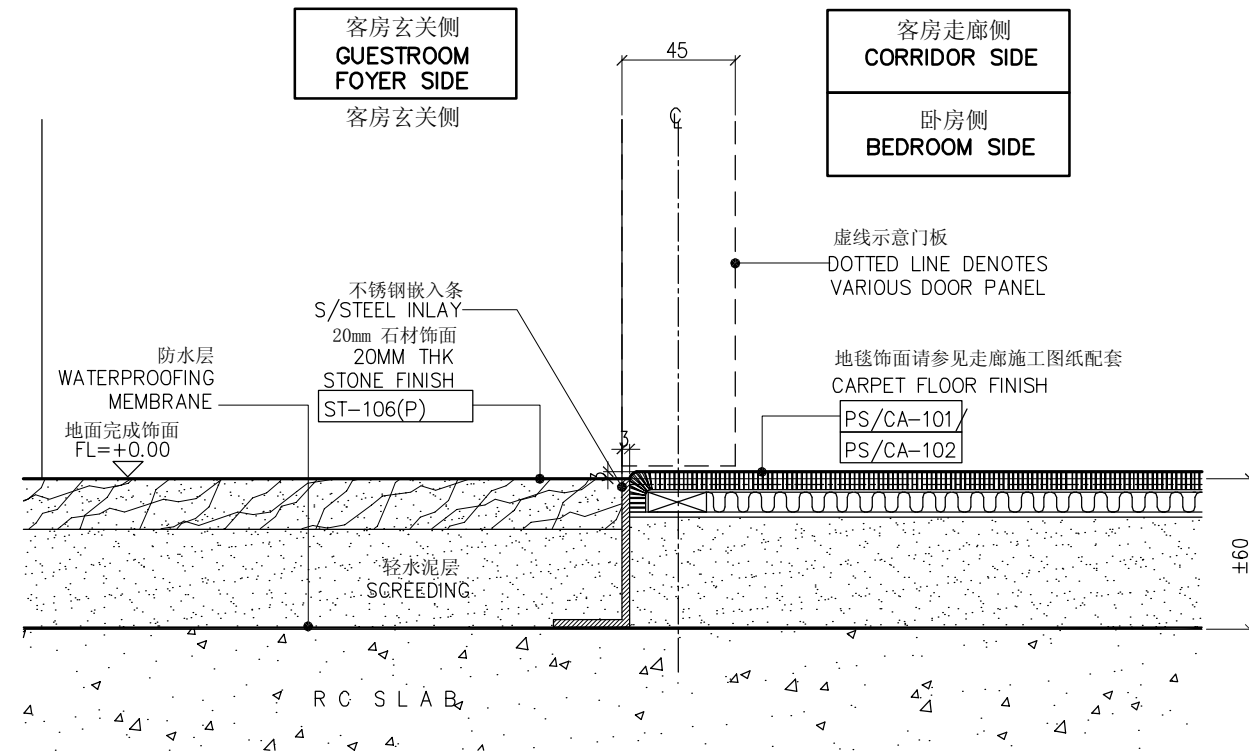 客房玄关侧
GUESTROOM
FOYER SIDE
客房玄关侧
45
客房走廊侧
CORRIDOR SIDE
卧房侧
BEDROOM SIDE
虚线示意门板
DOTTED LINE DENOTES
VARIOUS DOOR PANEL
不锈钢嵌入条
S/STEEL INLAY
20mm 石材饰面
20MM THK
STONE FINISH
ST-106(P)
防水层
WATERPROOFING
MEMBRANE
地面完成饰面
FL=+0.00
地毯饰面请参见走廊施工图纸配套
CARPET FLOOR FINISH
PS/CA-101/
PS/CA-102
3
轻水泥层
SCREEDING
±60
RC SLAB